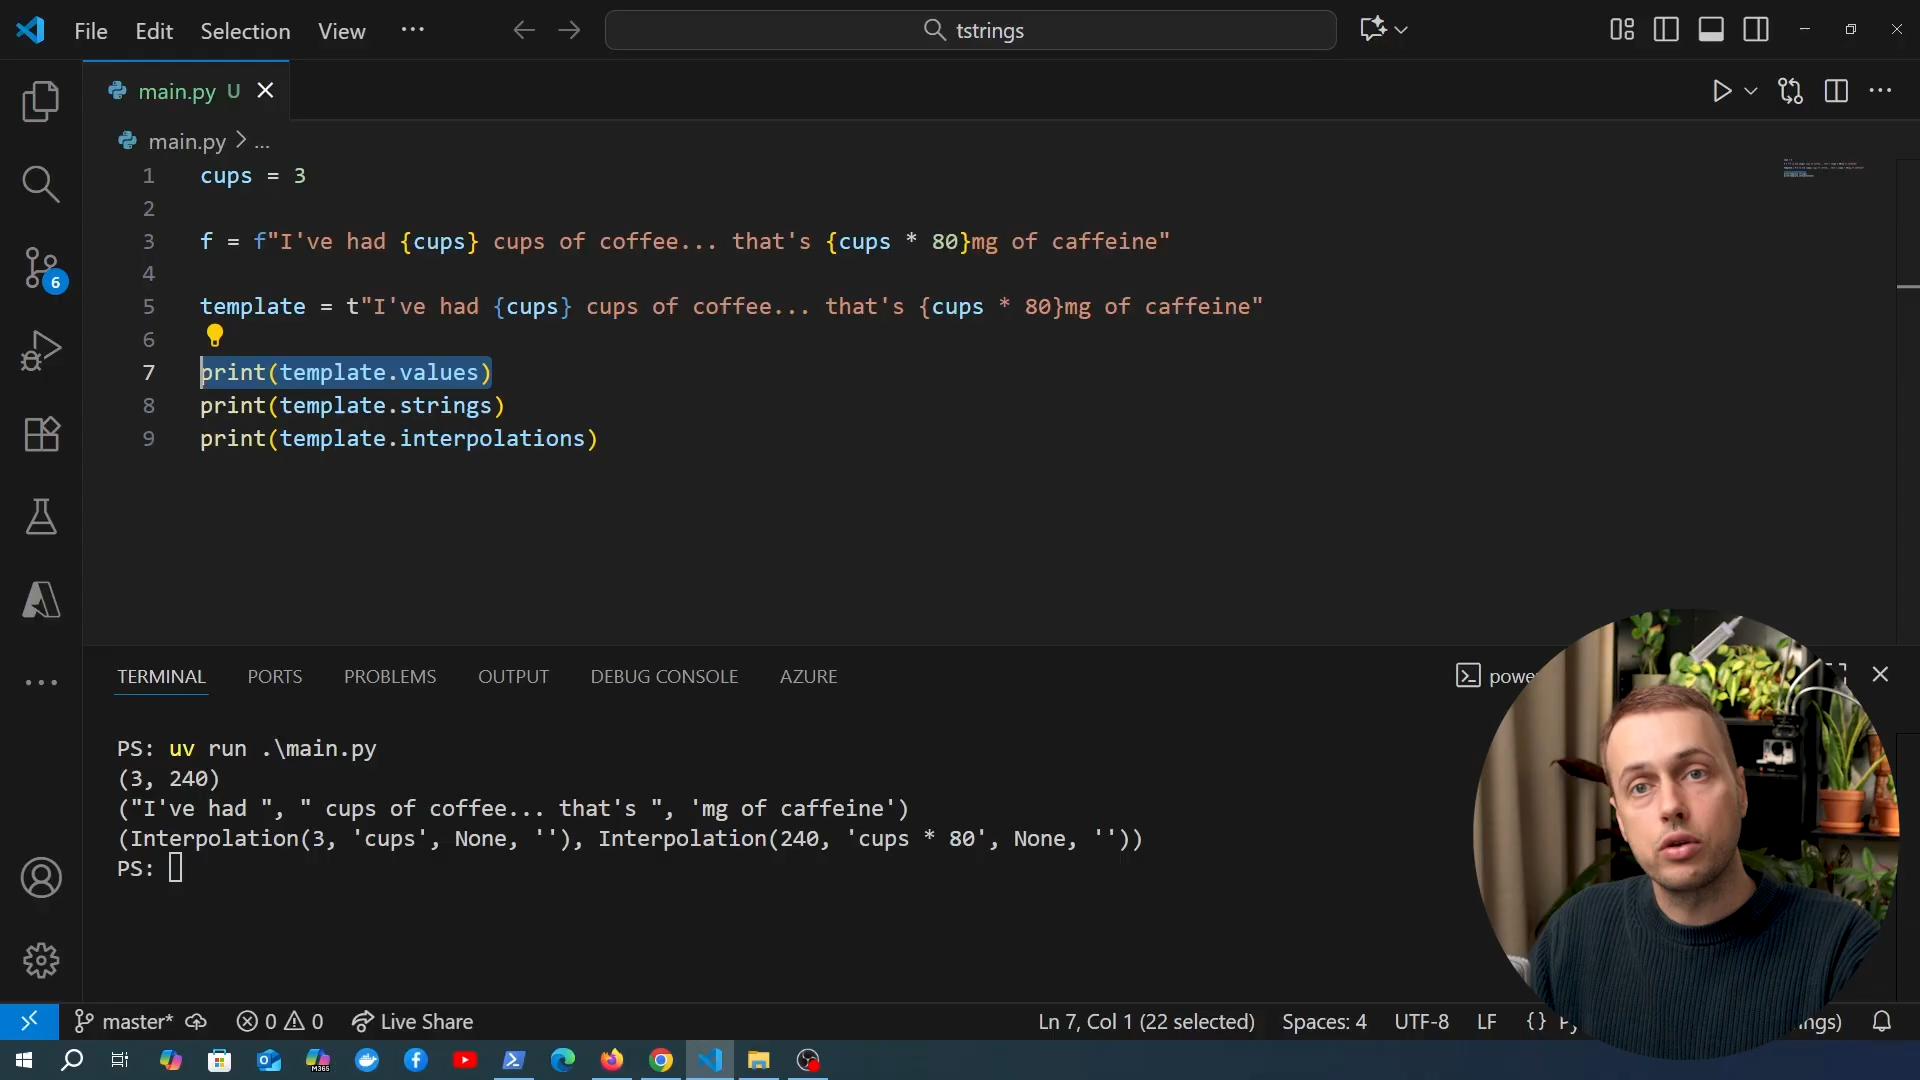 File Edit Selection View ...
tstrings
main.py U
main.py > ...
1 cups = 3
2
3 f = f"I've had {cups} cups of coffee... that's {cups * 80}mg of caffeine"
4
5 template = t"I've had {cups} cups of coffee... that's {cups * 80}mg of caffeine"
6
7 print(template.values)
8 print(template.strings)
9 print(template.interpolations)
6
TERMINAL PORTS PROBLEMS OUTPUT DEBUG CONSOLE AZURE
powe
PS: uv run .\main.py
(3, 240)
("I've had ", " cups of coffee... that's ", 'mg of caffeine')
(Interpolation(3, 'cups', None, ''), Interpolation(240, 'cups * 80', None, ''))
PS:
master* 0 0 Live Share Ln 7, Col 1 (22 selected) Spaces: 4 UTF-8 LF {} Py ngs)
M365